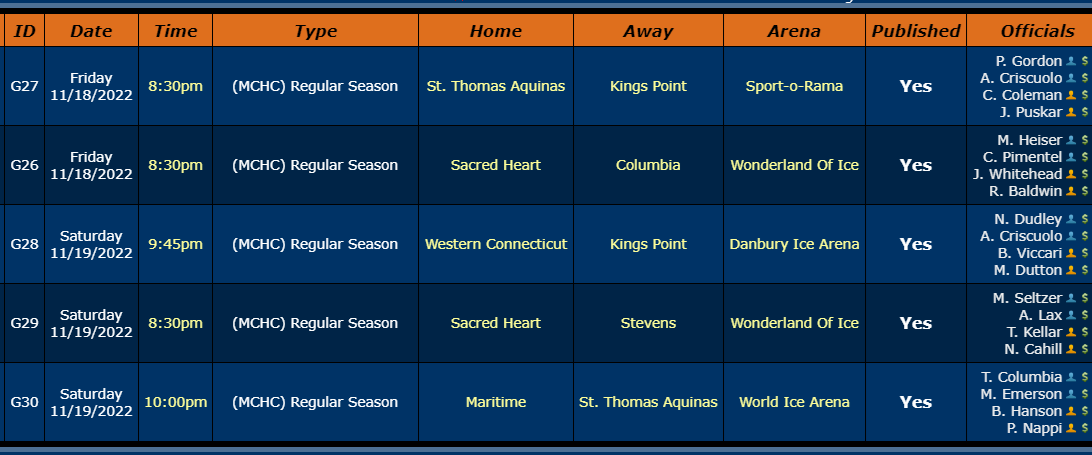 ID Date Time Type Home Away Arena Published Officials
G27 Friday 11/18/2022 8:30pm (MCHC) Regular Season St. Thomas Aquinas Kings Point Sport-o-Rama Yes P. Gordon $
A. Criscuolo $
C. Coleman $
J. Puskar $
G26 Friday 11/18/2022 8:30pm (MCHC) Regular Season Sacred Heart Columbia Wonderland Of Ice Yes M. Heiser $
C. Pimentel $
J. Whitehead $
R. Baldwin $
G28 Saturday 11/19/2022 9:45pm (MCHC) Regular Season Western Connecticut Kings Point Danbury Ice Arena Yes N. Dudley $
A. Criscuolo $
B. Viccari $
M. Dutton $
G29 Saturday 11/19/2022 8:30pm (MCHC) Regular Season Sacred Heart Stevens Wonderland Of Ice Yes M. Seltzer $
A. Lax $
T. Kellar $
N. Cahill $
G30 Saturday 11/19/2022 10:00pm (MCHC) Regular Season Maritime St. Thomas Aquinas World Ice Arena Yes T. Columbia $
M. Emerson $
B. Hanson $
P. Nappi $